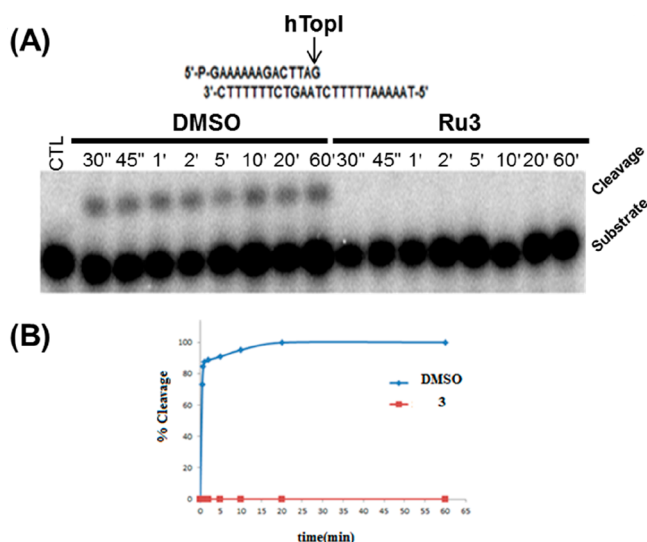 (A)
hTopI
5'-P-GAAAAAAGACTTAG
3'-CTTTTTTCTGAATCTTTTTAAAAAT-5'
DMSO Ru3
CTL 30" 45" 1' 2' 5' 10' 20' 60' 30" 45" 1' 2' 5' 10' 20' 60'
Cleavage
Substrate
(B)
% Cleavage
100
80
60
40
20
0
0 5 10 15 20 25 30 35 40 45 50 55 60 65
time(min)
DMSO
3